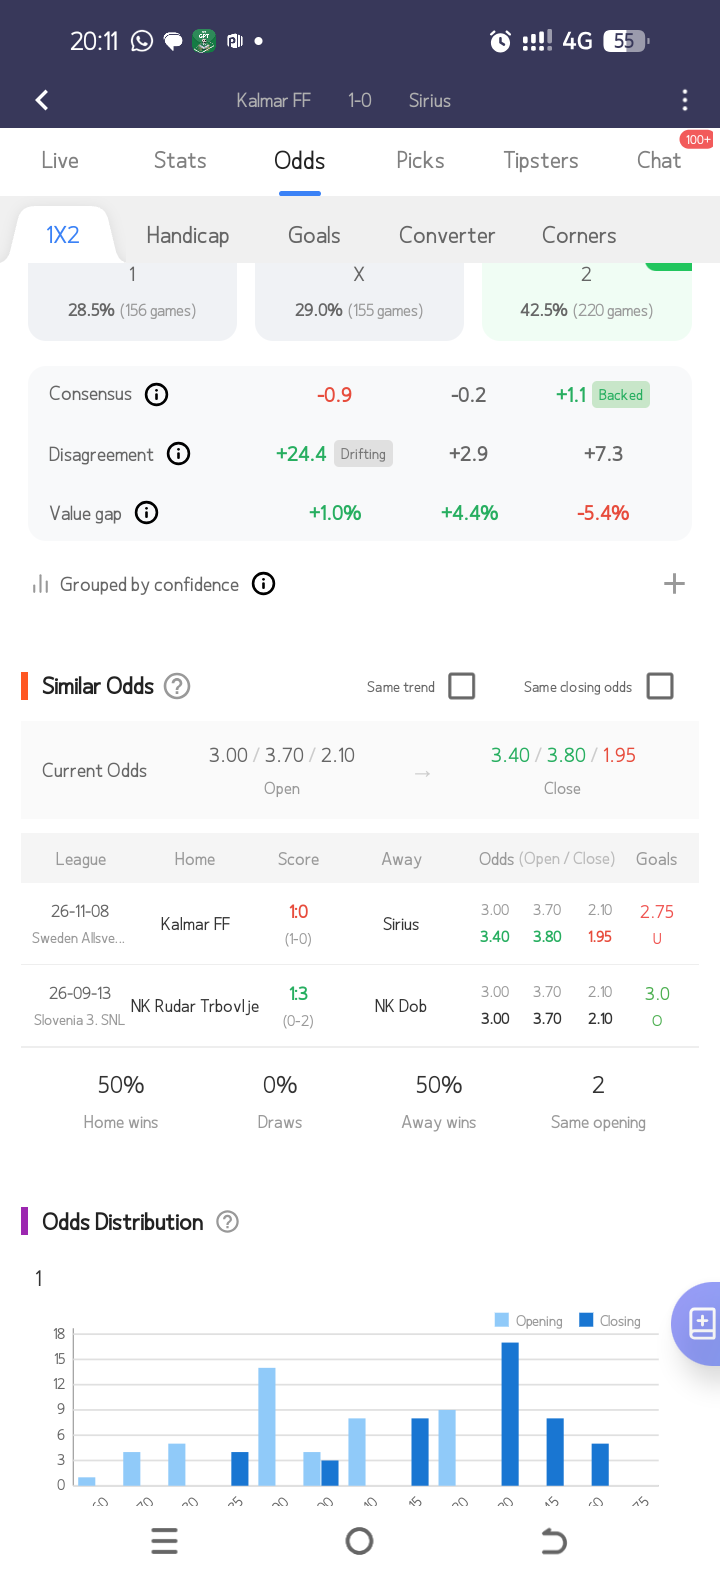 20:11 4G 55
Kalmar FF 1-0 Sirius
100+
Live Stats Odds Picks Tipsters Chat
1X2 Handicap Goals Converter Corners
1 X 2
28.5% (156 games) 29.0% (155 games) 42.5% (220 games)
Consensus -0.9 -0.2 +1.1 Backed
Disagreement +24.4 Drifting +2.9 +7.3
Value gap +1.0% +4.4% -5.4%
Grouped by confidence
Similar Odds Same trend Same closing odds
3.00 / 3.70 / 2.10 → 3.40 / 3.80 / 1.95
Current Odds
Open Close
League Home Score Away Odds (Open / Close) Goals
26-11-08 Kalmar FF 1:0 Sirius 3.00 3.70 2.10 2.75
Sweden Allsve... (1-0) 3.40 3.80 1.95 U
26-09-13 NK Rudar Trbovlje 1:3 NK Dob 3.00 3.70 2.10 3.0
Slovenia 3. SNL (0-2) 3.00 3.70 2.10 O
50% 0% 50% 2
Home wins Draws Away wins Same opening
Odds Distribution
1
Opening Closing
18
15
12
9
6
3
0